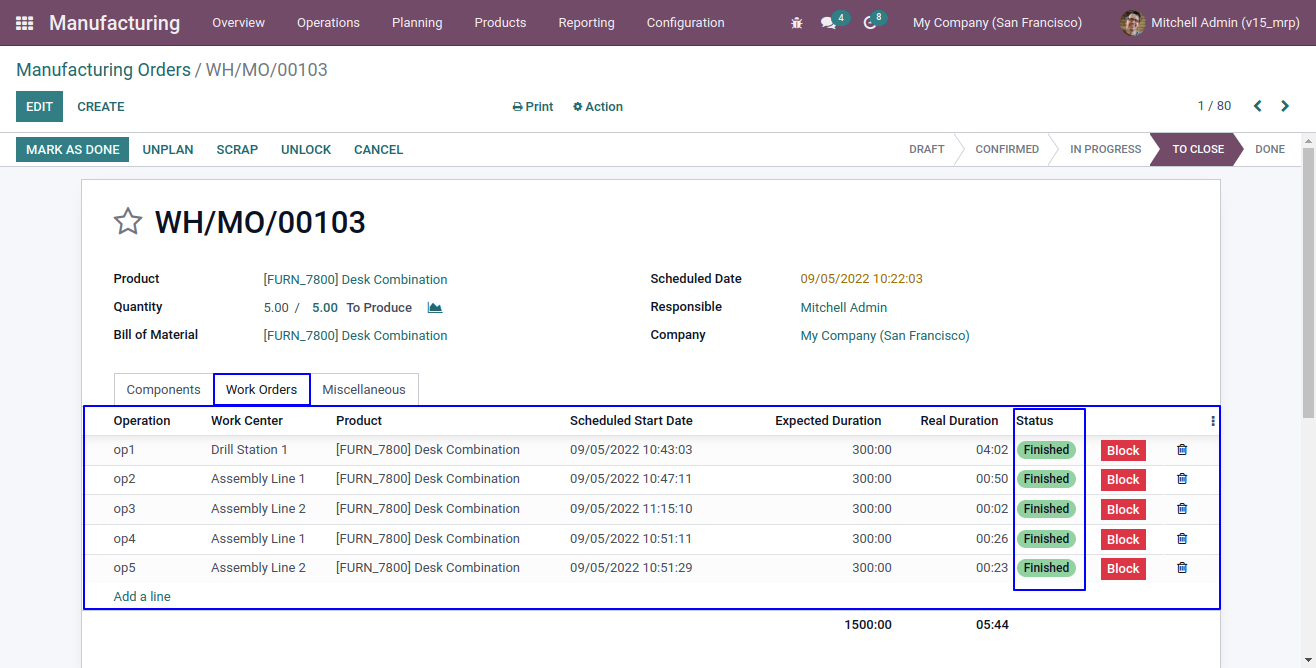 Manufacturing Overview Operations Planning Products Reporting Configuration 4 8 My Company (San Francisco) Mitchell Admin (v15_mrp)
Manufacturing Orders / WH/MO/00103
EDIT CREATE Print Action 1 / 80
MARK AS DONE UNPLAN SCRAP UNLOCK CANCEL DRAFT CONFIRMED IN PROGRESS TO CLOSE DONE
WH/MO/00103
Product [FURN_7800] Desk Combination Scheduled Date 09/05/2022 10:22:03
Quantity 5.00 / 5.00 To Produce Responsible Mitchell Admin
Bill of Material [FURN_7800] Desk Combination Company My Company (San Francisco)
Components Work Orders Miscellaneous
Operation Work Center Product Scheduled Start Date Expected Duration Real Duration Status
op1 Drill Station 1 [FURN_7800] Desk Combination 09/05/2022 10:43:03 300:00 04:02 Finished Block
op2 Assembly Line 1 [FURN_7800] Desk Combination 09/05/2022 10:47:11 300:00 00:50 Finished Block
op3 Assembly Line 2 [FURN_7800] Desk Combination 09/05/2022 11:15:10 300:00 00:02 Finished Block
op4 Assembly Line 1 [FURN_7800] Desk Combination 09/05/2022 10:51:11 300:00 00:26 Finished Block
op5 Assembly Line 2 [FURN_7800] Desk Combination 09/05/2022 10:51:29 300:00 00:23 Finished Block
Add a line
1500:00 05:44